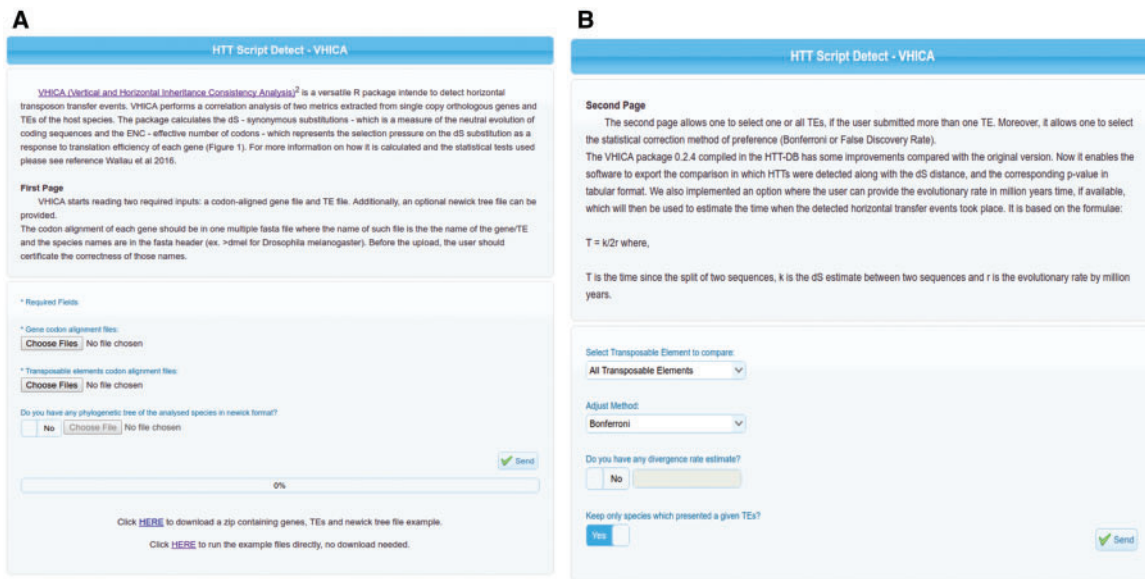 A
HTT Script Detect - VHICA
VHICA (Vertical and Horizontal Inheritance Consistency Analysis)2 is a versatile R package intende to detect horizontal
transposon transfer events. VHICA performs a correlation analysis of two metrics extracted from single copy orthologous genes and
TEs of the host species. The package calculates the dS - synonymous substitutions - which is a measure of the neutral evolution of
coding sequences and the ENC - effective number of codons - which represents the selection pressure on the dS substitution as a
response to translation efficiency of each gene (Figure 1). For more information on how it is calculated and the statistical tests used
please see reference Wallau et al 2016.
First Page
VHICA starts reading two required inputs: a codon-aligned gene file and TE file. Additionally, an optional newick tree file can be
provided.
The codon alignment of each gene should be in one multiple fasta file where the name of such file is the the name of the gene/TE
and the species names are in the fasta header (ex. >dmel for Drosophila melanogaster). Before the upload, the user should
certificate the correctness of those names.
* Required Fields
* Gene codon alignment files:
Choose Files No file chosen
* Transposable elements codon alignment files:
Choose Files No file chosen
Do you have any phylogenetic tree of the analysed species in newick format?
No Choose File No file chosen
Send
0%
Click HERE to download a zip containing genes, TEs and newick tree file example.
Click HERE to run the example files directly, no download needed.
B
HTT Script Detect - VHICA
Second Page
The second page allows one to select one or all TEs, if the user submitted more than one TE. Moreover, it allows one to select
the statistical correction method of preference (Bonferroni or False Discovery Rate).
The VHICA package 0.2.4 compiled in the HTT-DB has some improvements compared with the original version. Now it enables the
software to export the comparison in which HTTs were detected along with the dS distance, and the corresponding p-value in
tabular format. We also implemented an option where the user can provide the evolutionary rate in million years time, if available,
which will then be used to estimate the time when the detected horizontal transfer events took place. It is based on the formulae:
T = k/2r where,
T is the time since the split of two sequences, k is the dS estimate between two sequences and r is the evolutionary rate by million
years.
Select Transposable Element to compare:
All Transposable Elements
Adjust Method:
Bonferroni
Do you have any divergence rate estimate?
No
Keep only species which presented a given TEs?
Yes
Send